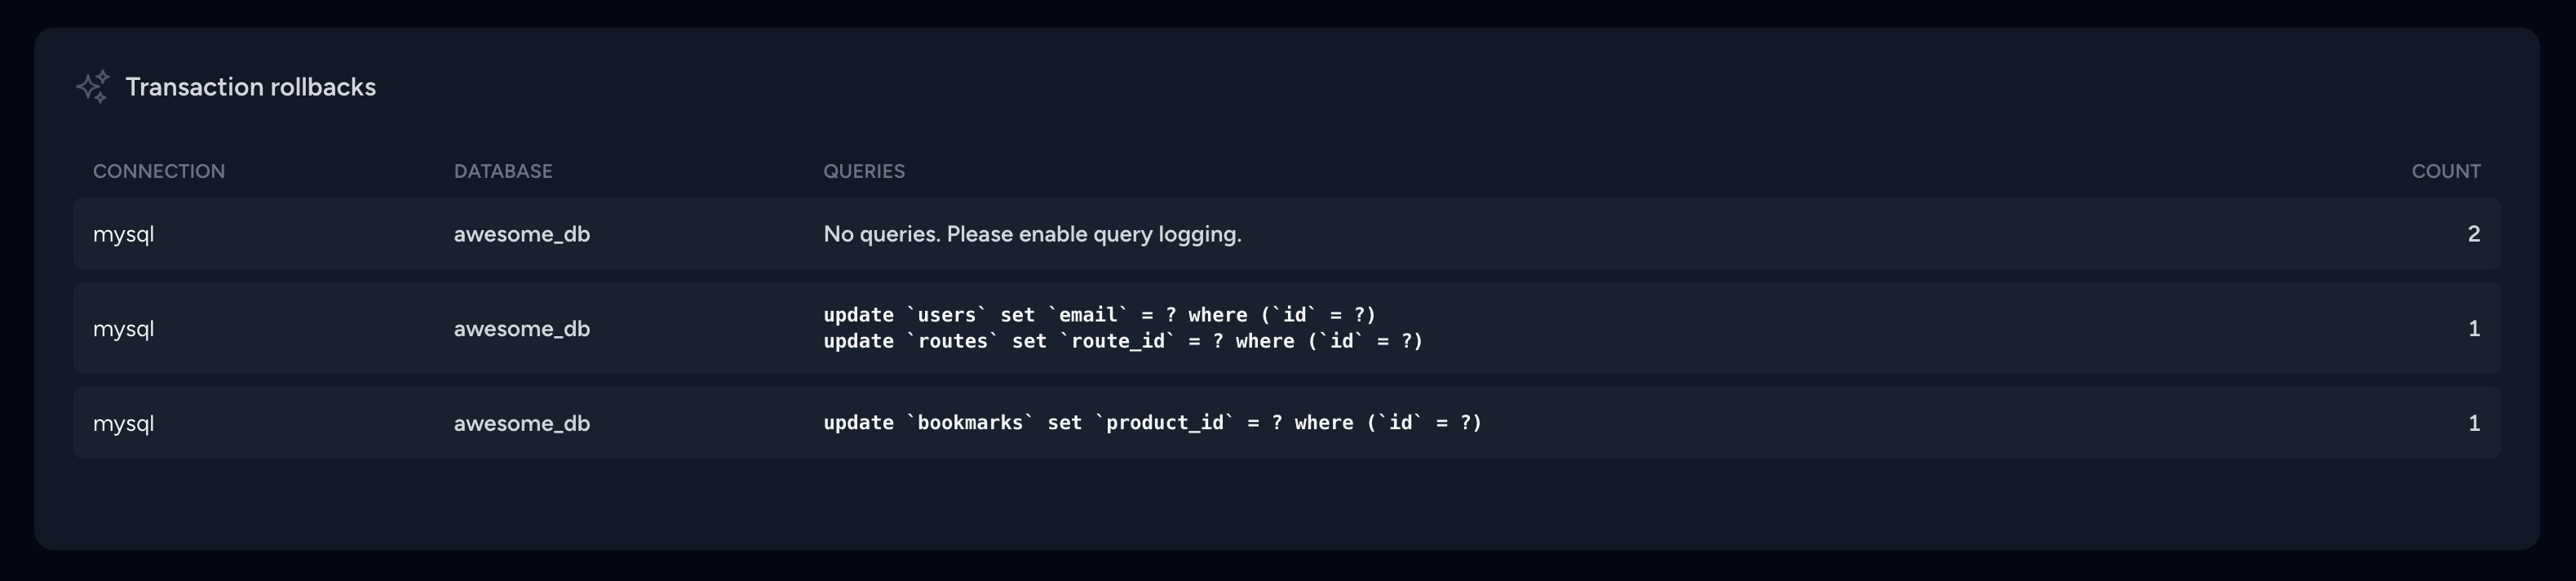 Transaction rollbacks
CONNECTION DATABASE QUERIES COUNT
mysql awesome_db No queries. Please enable query logging. 2
mysql awesome_db update `users` set `email` = ? where (`id` = ?)
update `routes` set `route_id` = ? where (`id` = ?) 1
mysql awesome_db update `bookmarks` set `product_id` = ? where (`id` = ?) 1